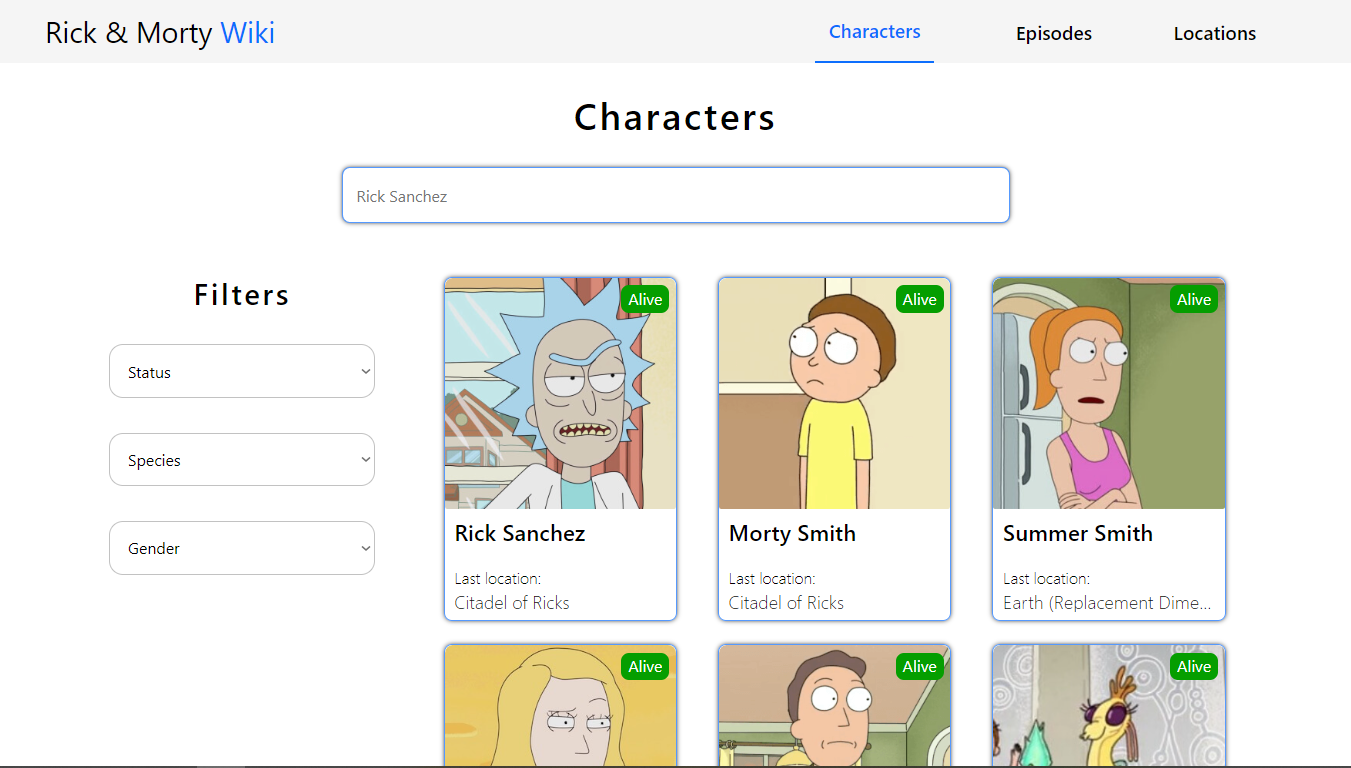 Rick & Morty Wiki
Characters
Episodes
Locations
Characters
Rick Sanchez
Filters
Status
Species
Gender
Alive
Rick Sanchez
Last location:
Citadel of Ricks
Alive
Morty Smith
Last location:
Citadel of Ricks
Alive
Summer Smith
Last location:
Earth (Replacement Dime...
Alive
Alive
Alive